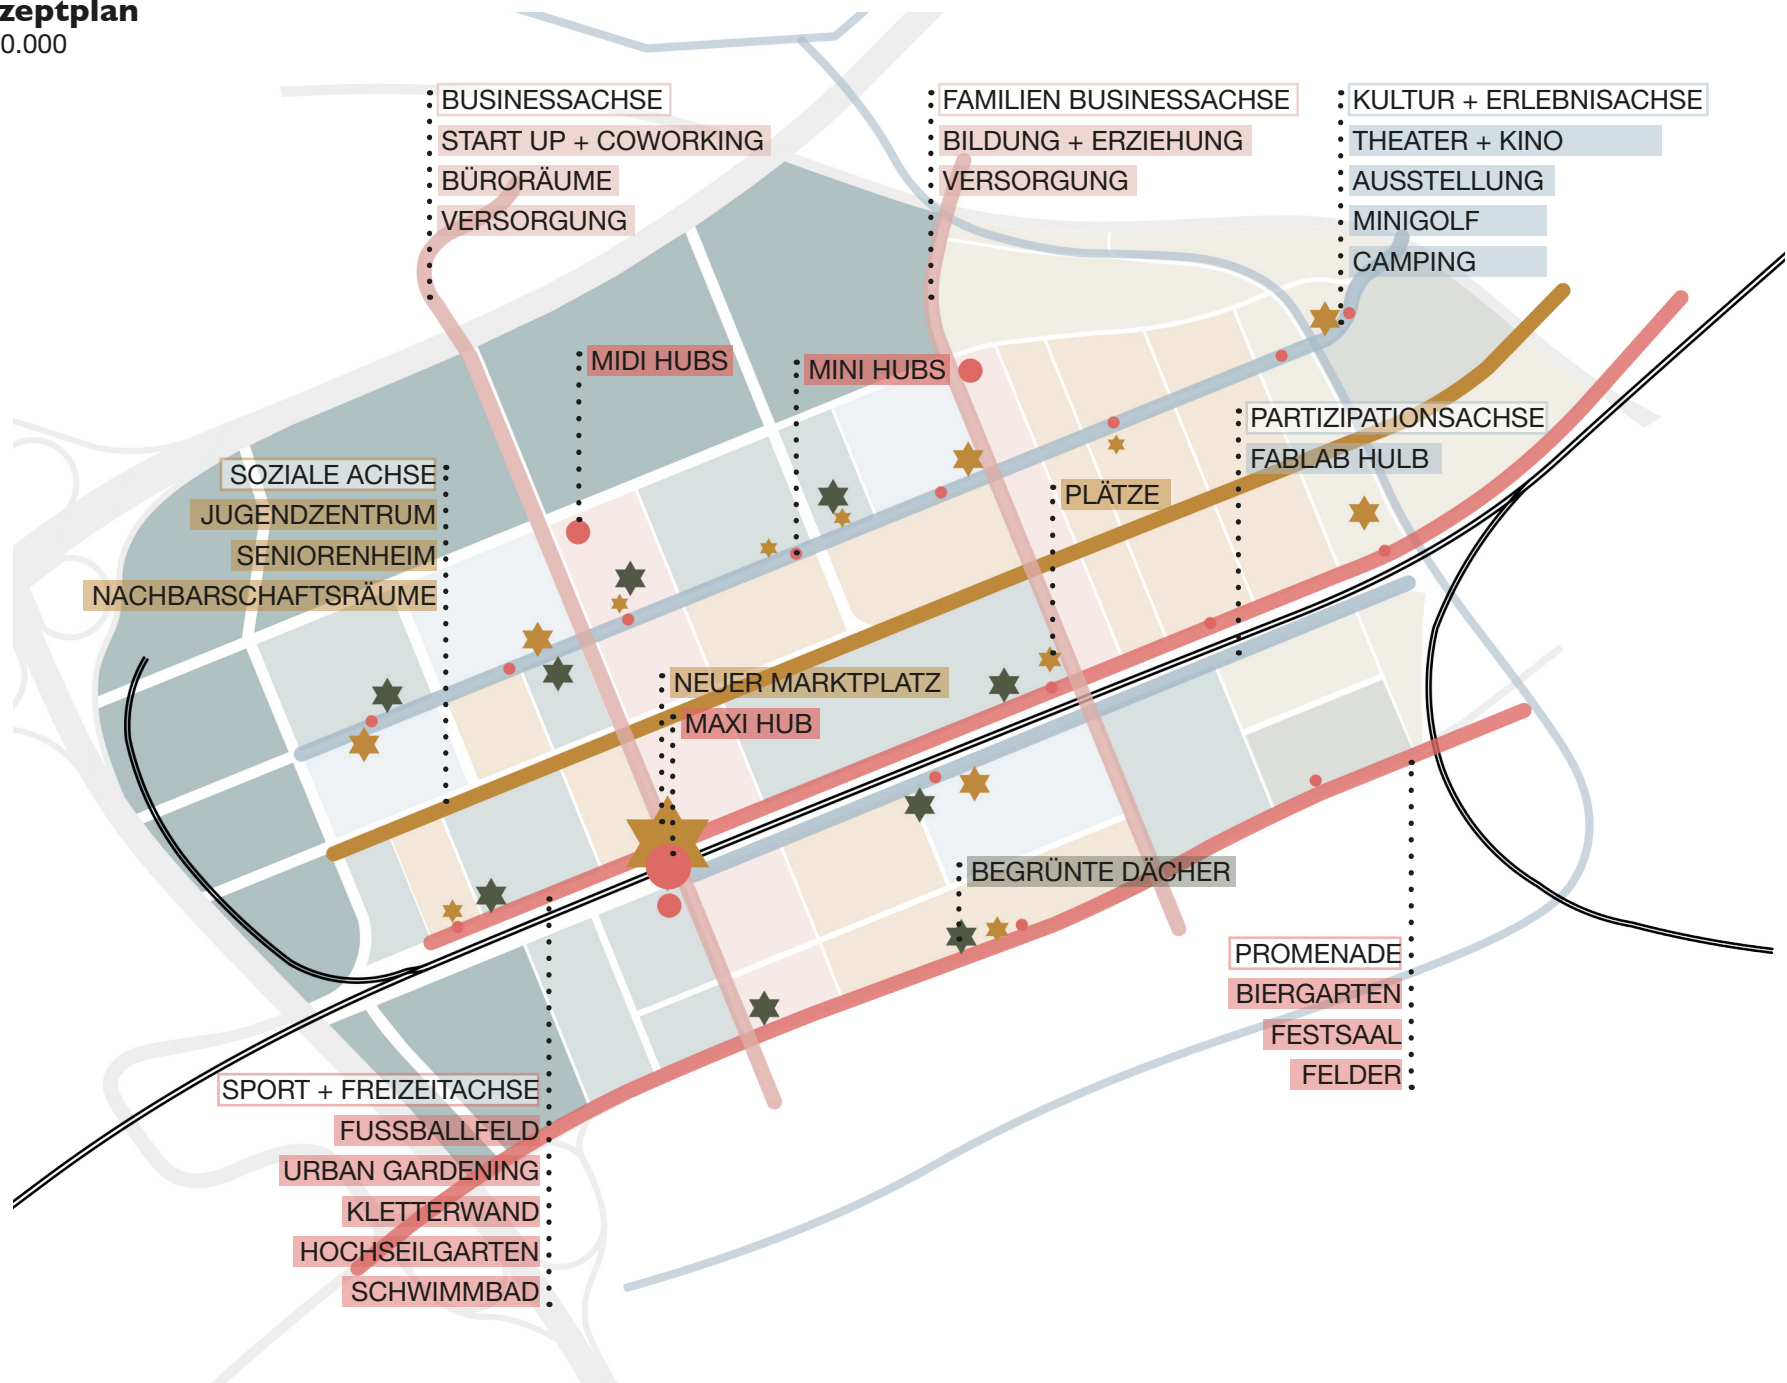 zeptplan
0.000
BUSINESSACHSE
START UP + COWORKING
BÜRORÄUME
VERSORGUNG
FAMILIEN BUSINESSACHSE
BILDUNG + ERZIEHUNG
VERSORGUNG
KULTUR + ERLEBNISACHSE
THEATER + KINO
AUSSTELLUNG
MINIGOLF
CAMPING
MIDI HUBS
MINI HUBS
PARTIZIPATIONSACHSE
FABLAB HULB
SOZIALE ACHSE
JUGENDZENTRUM
SENIORENHEIM
NACHBARSCHAFTSRÄUME
PLÄTZE
NEUER MARKTPLATZ
MAXI HUB
BEGRÜNTE DÄCHER
PROMENADE
BIERGARTEN
FESTSAAL
FELDER
SPORT + FREIZEITACHSE
FUSSBALLFELD
URBAN GARDENING
KLETTERWAND
HOCHSEILGARTEN
SCHWIMMBAD